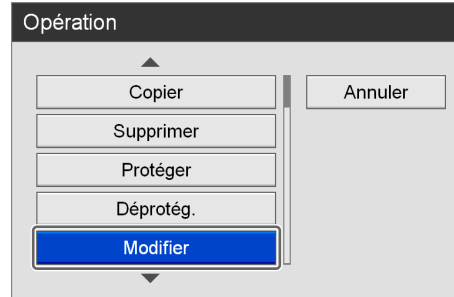 Opération
Copier
Annuler
Supprimer
Protéger
Déprotég.
Modifier